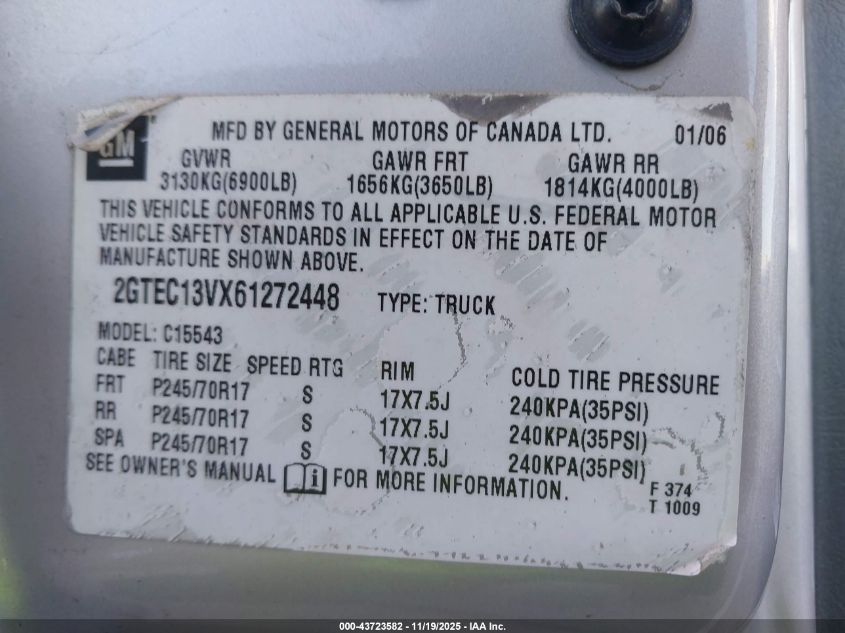 GM
MFD BY GENERAL MOTORS OF CANADA LTD. 01/06
GVWR GAWR FRT GAWR RR
3130KG(6900LB) 1656KG(3650LB) 1814KG(4000LB)
THIS VEHICLE CONFORMS TO ALL APPLICABLE U.S. FEDERAL MOTOR
VEHICLE SAFETY STANDARDS IN EFFECT ON THE DATE OF
MANUFACTURE SHOWN ABOVE.
2GTEC13VX61272448 TYPE: TRUCK
MODEL: C15543
CABE TIRE SIZE SPEED RTG RIM COLD TIRE PRESSURE
FRT P245/70R17 S 17X7.5J 240KPA(35PSI)
RR P245/70R17 S 17X7.5J 240KPA(35PSI)
SPA P245/70R17 S 17X7.5J 240KPA(35PSI)
SEE OWNER'S MANUAL i FOR MORE INFORMATION.
F 374
T 1009
000-43723582 - 11/19/2025 - IAA Inc.